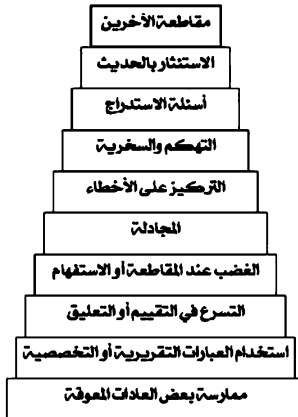 مقاطعة الآخرين
الاستئثار بالحديث
أسئلة الاستدراج
التهكم والسخرية
التركيز على الأخطاء
المجادلة
الغضب عند المقاطعة أو الاستفهام
التسرع في التقييم أو التعليق
استخدام العبارات التقريرية أو التخصصية
ممارسة بعض العادات المعوقة